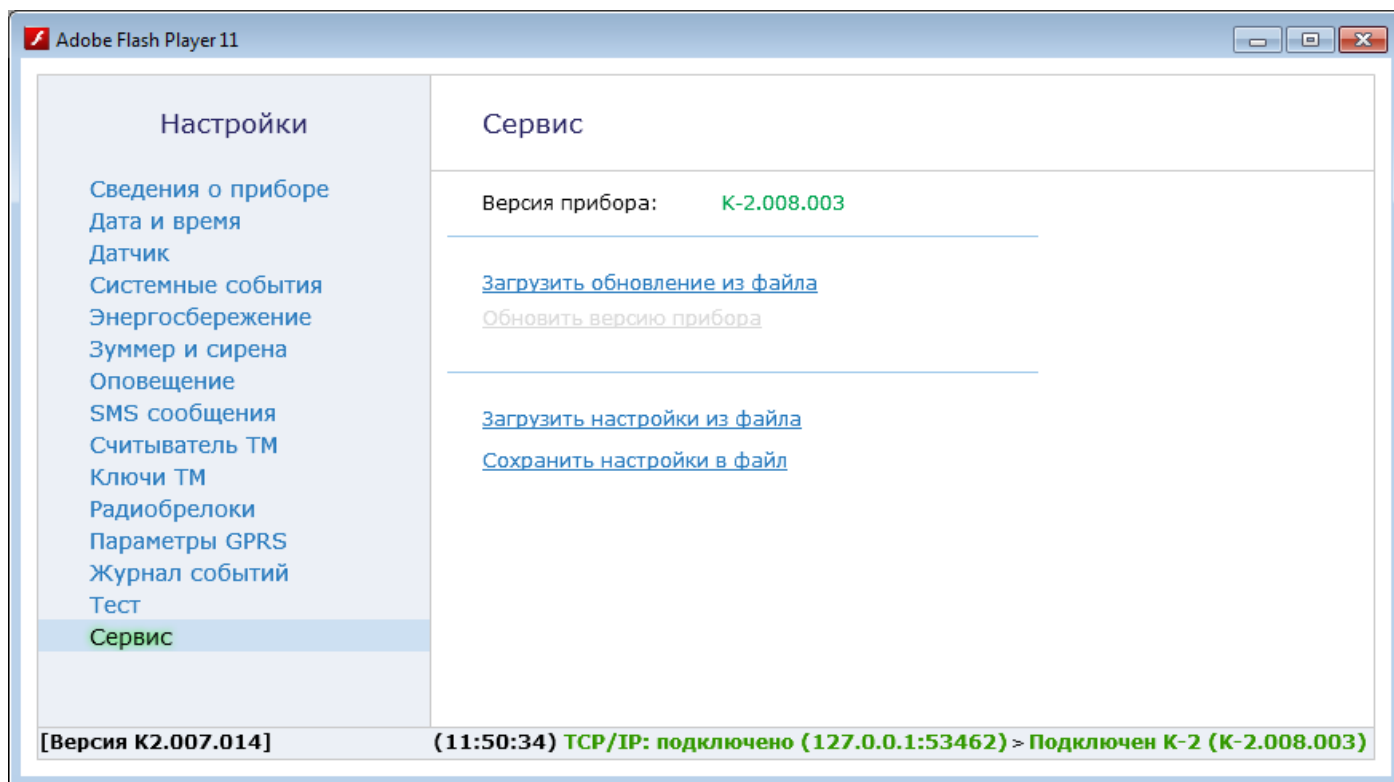 Adobe Flash Player 11
Настройки
Сведения о приборе
Дата и время
Датчик
Системные события
Энергосбережение
Зуммер и сирена
Оповещение
SMS сообщения
Считыватель ТМ
Ключи ТМ
Радиобрелоки
Параметры GPRS
Журнал событий
Тест
Сервис
Сервис
Версия прибора: К-2.008.003
Загрузить обновление из файла
Обновить версию прибора
Загрузить настройки из файла
Сохранить настройки в файл
[Версия К2.007.014] (11:50:34) TCP/IP: подключено (127.0.0.1:53462) > Подключен К-2 (К-2.008.003)